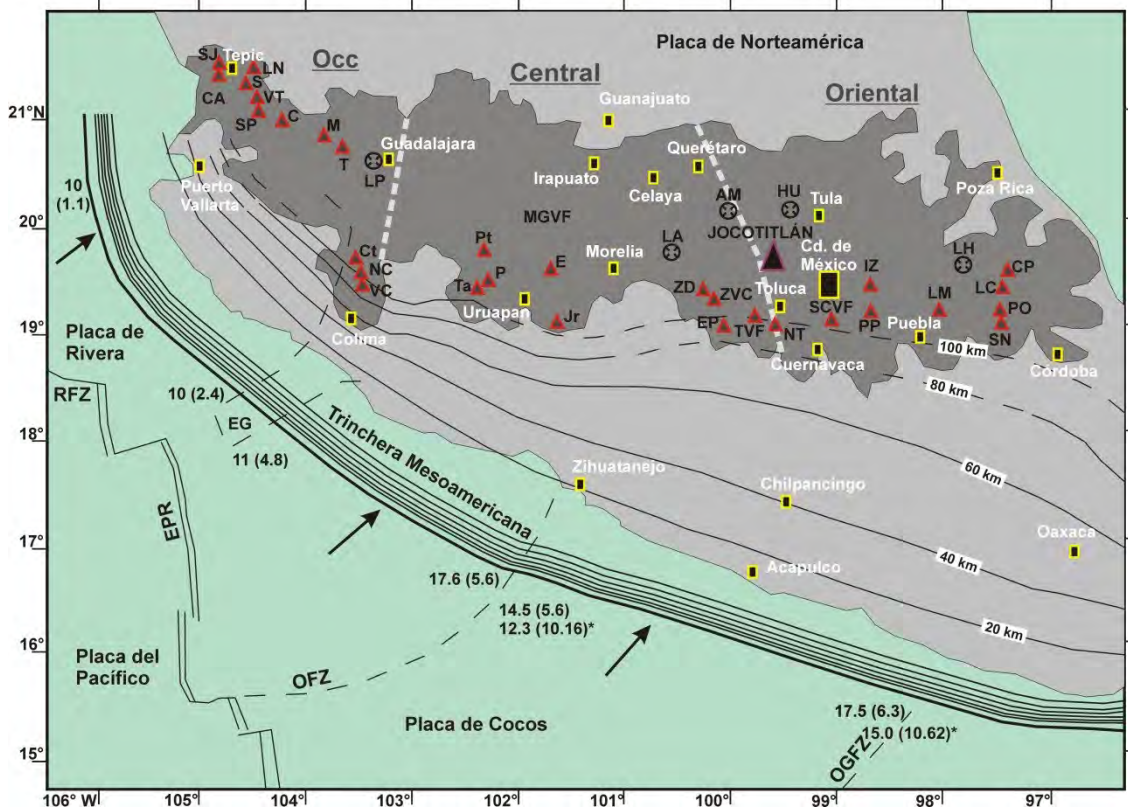 Placa de Norteamérica
Occ
Central
Oriental
SJ
Tepic
LN
S
CA
VT
SP
C
M
T
LP
Guadalajara
Guanajuato
Querétaro
Irapuato
Celaya
Poza Rica
Puerto
Vallarta
AM
HU
Tula
MGVF
JOCOTITLÁN
Pt
LA
Morelia
Cd. de
México
LH
Ct
NC
VC
Ta
P
E
ZD
ZVC
Toluca
IZ
CP
LC
SCVF
LM
PO
Uruapan
Jr
EP
TVF
NT
PP
Puebla
SN
Colima
Cuernavaca
Cordoba
100 km
80 km
60 km
40 km
20 km
Placa de
Rivera
RFZ
10
(1.1)
10 (2.4)
EG
11 (4.8)
Trinchera Mesoamericana
Zihuatanejo
Chilpancingo
Oaxaca
Acapulco
EPR
17.6 (5.6)
14.5 (5.6)
12.3 (10.16)*
Placa del
Pacífico
OFZ
Placa de Cocos
17.5 (6.3)
15.0 (10.62)*
OGFZ
21°N
20°
19°
18°
17°
16°
15°
106° W
105°
104°
103°
102°
101°
100°
99°
98°
97°